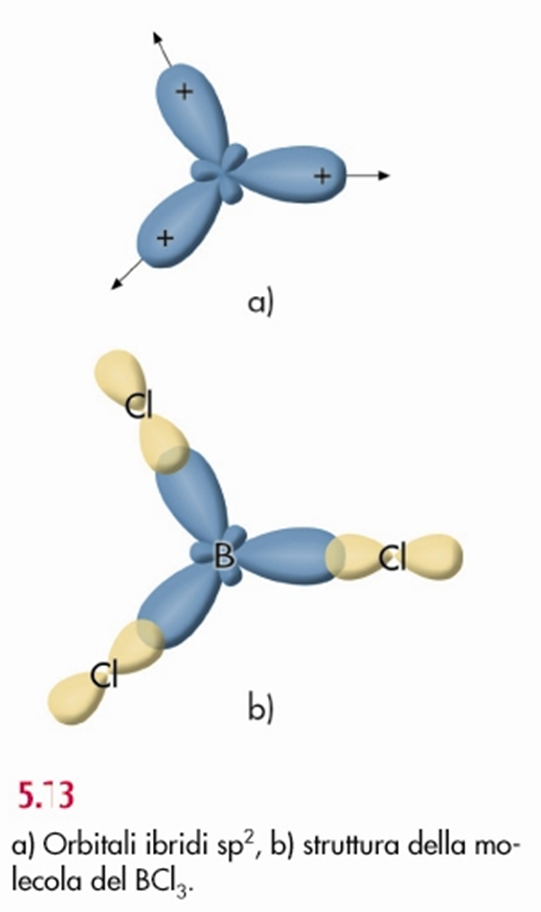 +
+
+
a)
Cl
B
Cl
Cl
b)
5.13
a) Orbitali ibridi sp², b) struttura della mo-
lecola del BCl₃.